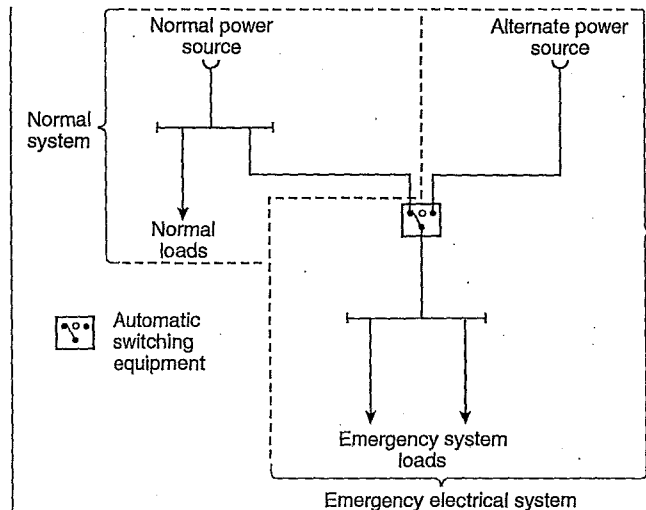 Normal power
source
Alternate power
source
Normal
system
Normal
loads
Automatic
switching
equipment
Emergency system
loads
Emergency electrical system